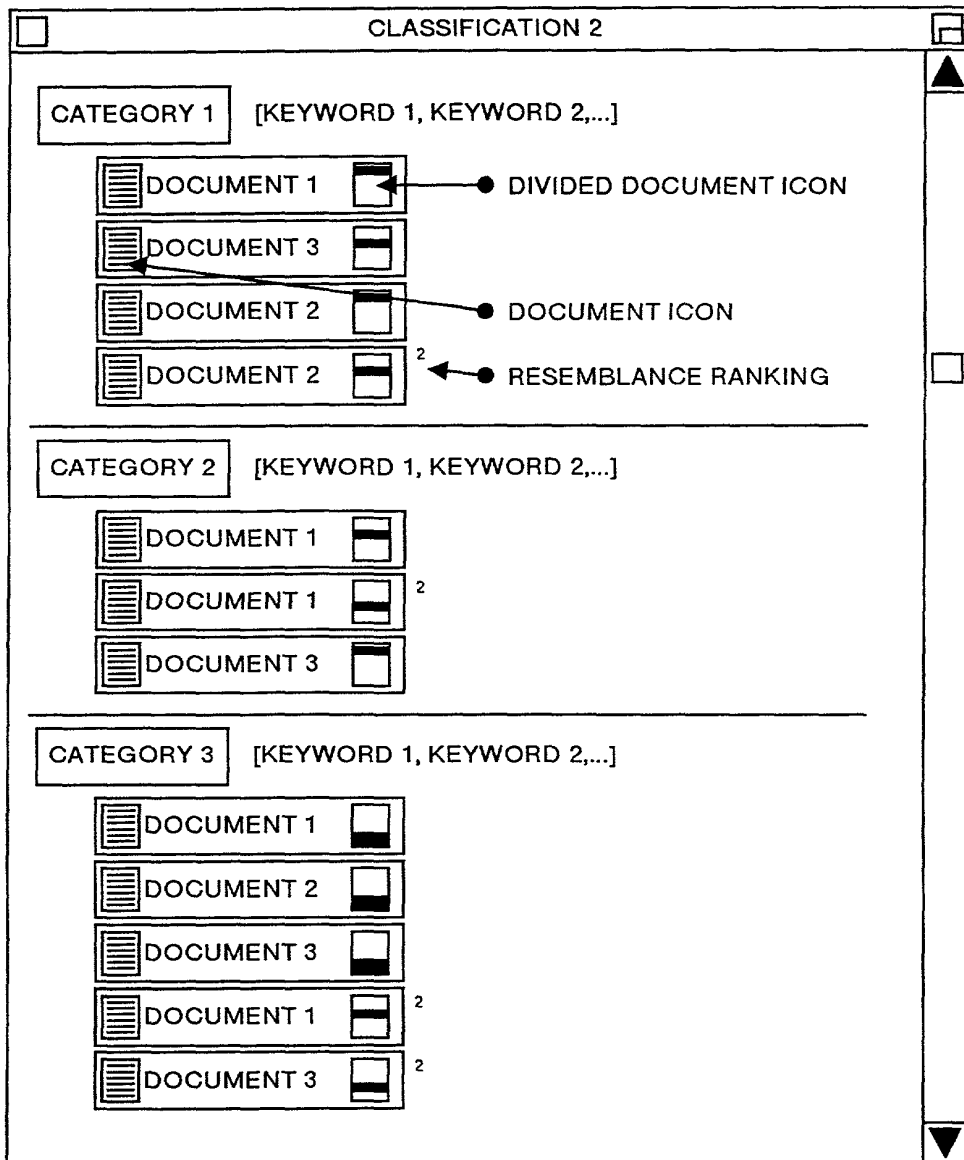 CLASSIFICATION 2
CATEGORY 1 [KEYWORD 1, KEYWORD 2,...]
DOCUMENT 1 DIVIDED DOCUMENT ICON
DOCUMENT 3
DOCUMENT 2 DOCUMENT ICON
DOCUMENT 2 2 RESEMBLANCE RANKING
CATEGORY 2 [KEYWORD 1, KEYWORD 2,...]
DOCUMENT 1
DOCUMENT 1 2
DOCUMENT 3
CATEGORY 3 [KEYWORD 1, KEYWORD 2,...]
DOCUMENT 1
DOCUMENT 2
DOCUMENT 3
DOCUMENT 1 2
DOCUMENT 3 2